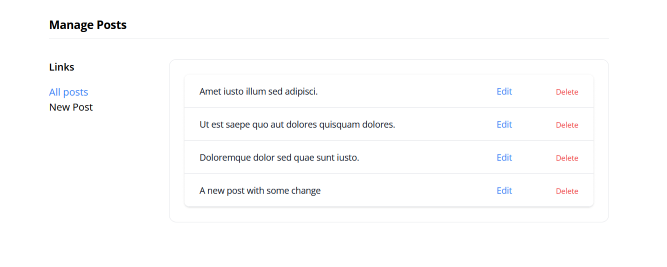 Manage Posts
Links
All posts
New Post
Amet iusto illum sed adipisci. Edit Delete
Ut est saepe quo aut dolores quisquam dolores. Edit Delete
Doloremque dolor sed quae sunt iusto. Edit Delete
A new post with some change Edit Delete